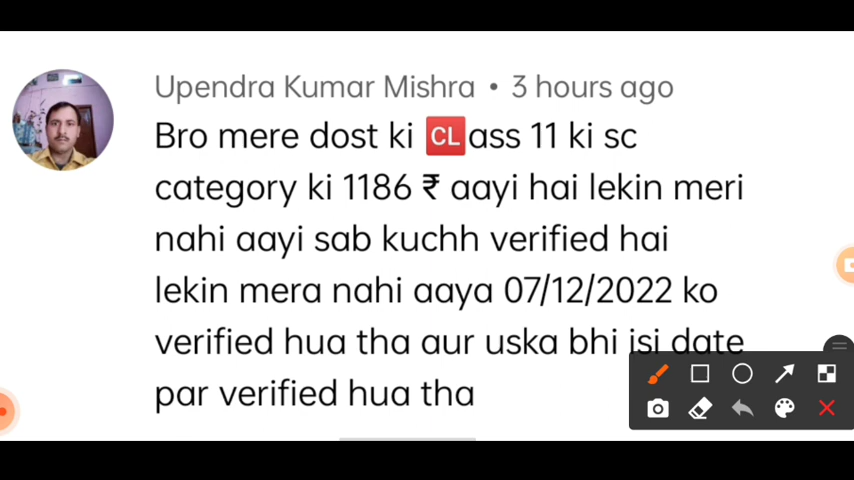 Upendra Kumar Mishra • 3 hours ago
Bro mere dost ki CLass 11 ki sc
category ki 1186 ₹ aayi hai lekin meri
nahi aayi sab kuchh verified hai
lekin mera nahi aaya 07/12/2022 ko
verified hua tha aur uska bhi isi date
par verified hua tha